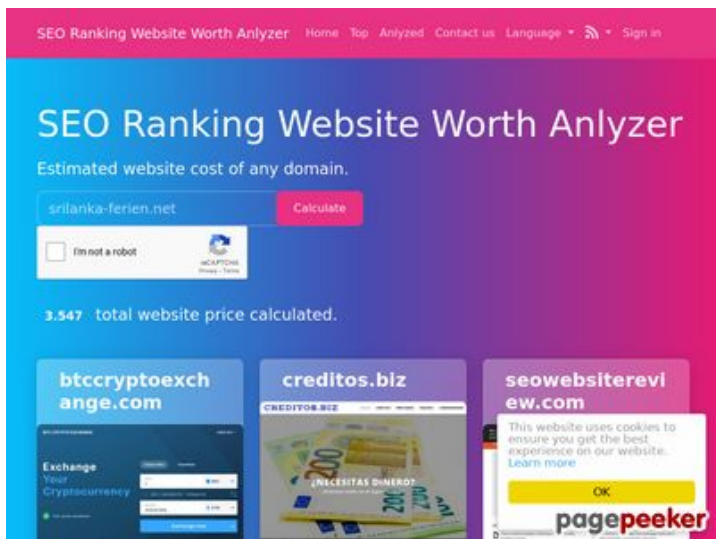 SEO Ranking Website Worth Anlyzer Home Top Anlyzed Contact us Language Sign in
SEO Ranking Website Worth Anlyzer
Estimated website cost of any domain.
srilanka-ferien.net Calculate
I'm not a robot
reCAPTCHA
Privacy - Terms
3.547 total website price calculated.
btccryptoexch
ange.com
creditos.biz
seowebsiterevi
ew.com
Exchange
Your
Cryptocurrency
CREDITOS.BIZ
¿NECESITAS DINERO?
This website uses cookies to
ensure you get the best
experience on our website.
Learn more
OK
pagepeeker